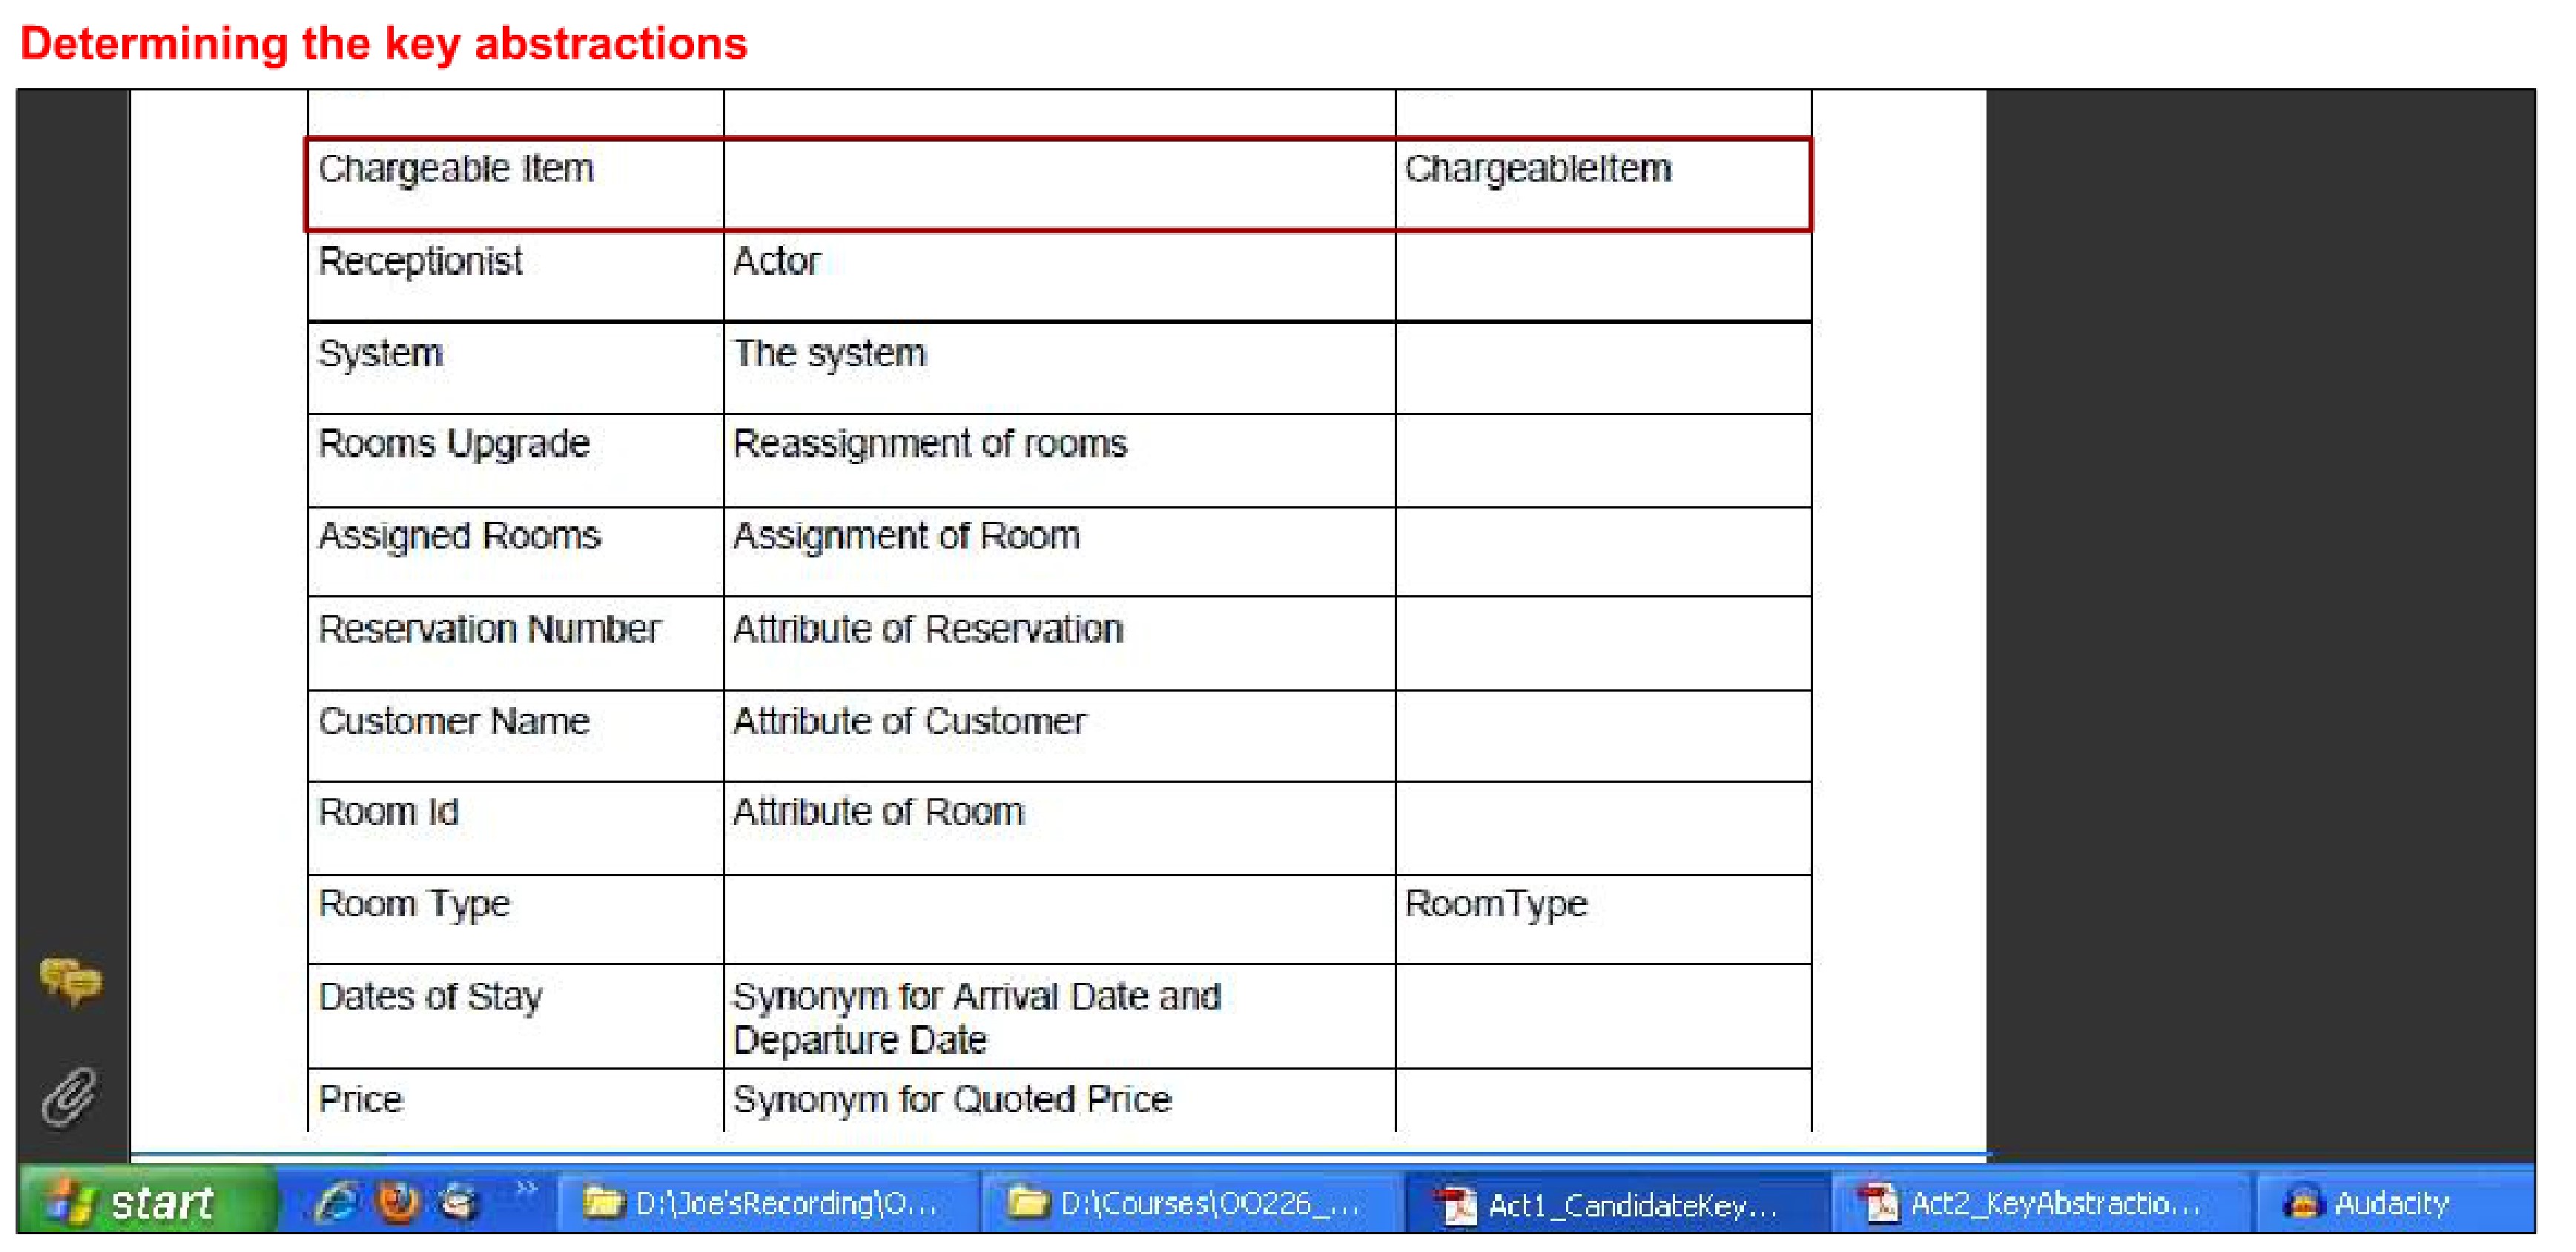 Determining the key abstractions
Chargeable Item ChargeableItem
Receptionist Actor
System The system
Rooms Upgrade Reassignment of rooms
Assigned Rooms Assignment of Room
Reservation Number Attribute of Reservation
Customer Name Attribute of Customer
Room Id Attribute of Room
Room Type RoomType
Dates of Stay Synonym for Arrival Date and
Departure Date
Price Synonym for Quoted Price
start » D:\Joe'sRecording\O... D:\Courses\OO226_... Act1_CandidateKey... Act2_KeyAbstractio... Audacity